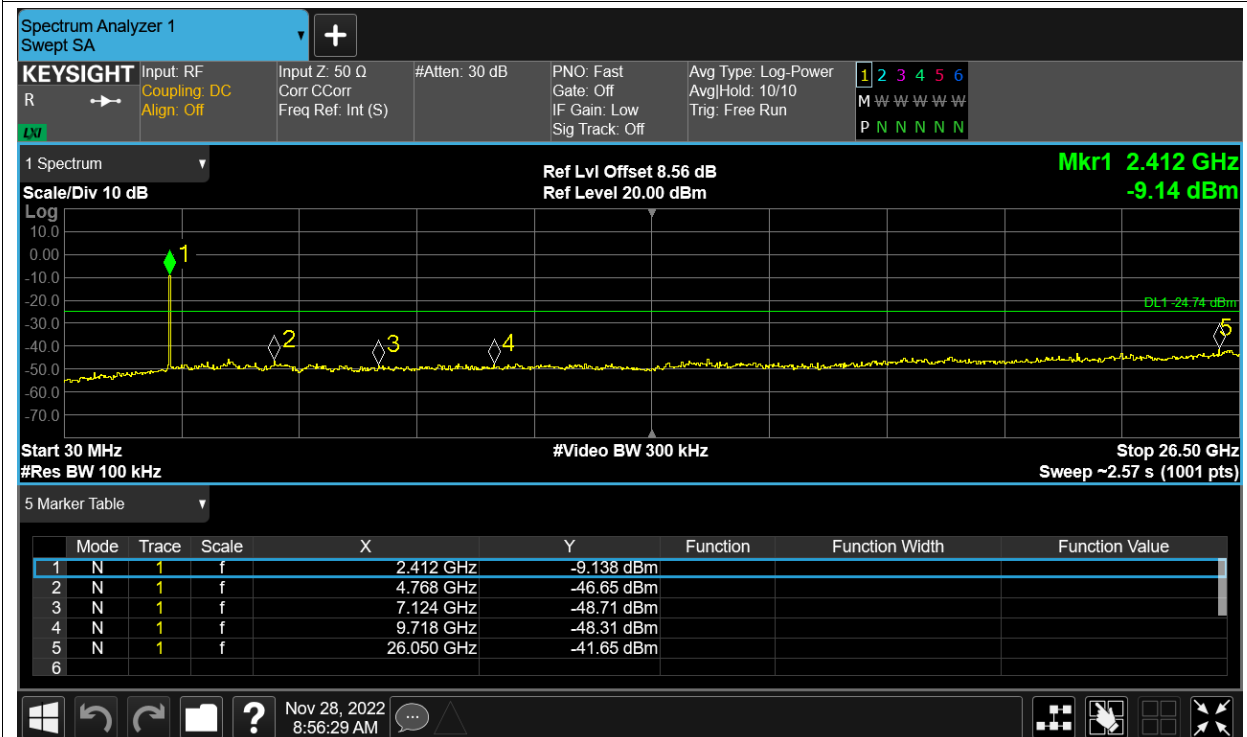 Spectrum Analyzer 1
Swept SA
+
KEYSIGHT
R
LXI
Input: RF
Coupling: DC
Align: Off
Input Z: 50 Ω
Corr CCorr
Freq Ref: Int (S)
#Atten: 30 dB
PNO: Fast
Gate: Off
IF Gain: Low
Sig Track: Off
Avg Type: Log-Power
Avg|Hold: 10/10
Trig: Free Run
1 2 3 4 5 6
M W W W W W
P N N N N N
1 Spectrum
Scale/Div 10 dB
Ref Lvl Offset 8.56 dB
Ref Level 20.00 dBm
Mkr1 2.412 GHz
-9.14 dBm
Log
10.0
0.00
-10.0
-20.0
-30.0
-40.0
-50.0
-60.0
-70.0
1
2
3
4
5
DL1 -24.74 dBm
Start 30 MHz
#Video BW 300 kHz
Stop 26.50 GHz
#Res BW 100 kHz
Sweep ~2.57 s (1001 pts)
5 Marker Table
Mode Trace Scale X Y Function Function Width Function Value
1 N 1 f 2.412 GHz -9.138 dBm
2 N 1 f 4.768 GHz -46.65 dBm
3 N 1 f 7.124 GHz -48.71 dBm
4 N 1 f 9.718 GHz -48.31 dBm
5 N 1 f 26.050 GHz -41.65 dBm
6
?
Nov 28, 2022
8:56:29 AM